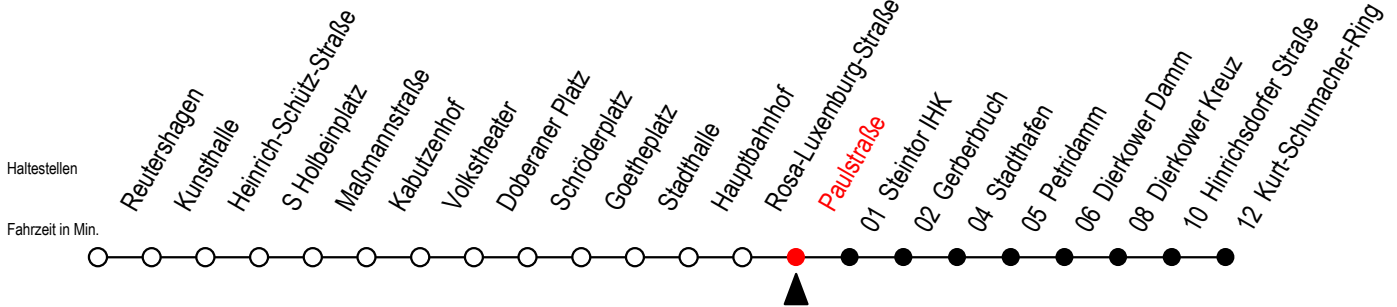 Haltestellen
Reutershagen
Kunsthalle
Heinrich-Schütz-Straße
S Holbeinplatz
Maßmannstraße
Kabutzenhof
Volkstheater
Doberaner Platz
Schröderplatz
Goetheplatz
Stadthalle
Hauptbahnhof
Rosa-Luxemburg-Straße
Paulstraße
01 Steintor IHK
02 Gerberbruch
04 Stadthafen
05 Petridamm
06 Dierkower Damm
08 Dierkower Kreuz
10 Hinrichsdorfer Straße
12 Kurt-Schumacher-Ring
Fahrzeit in Min.